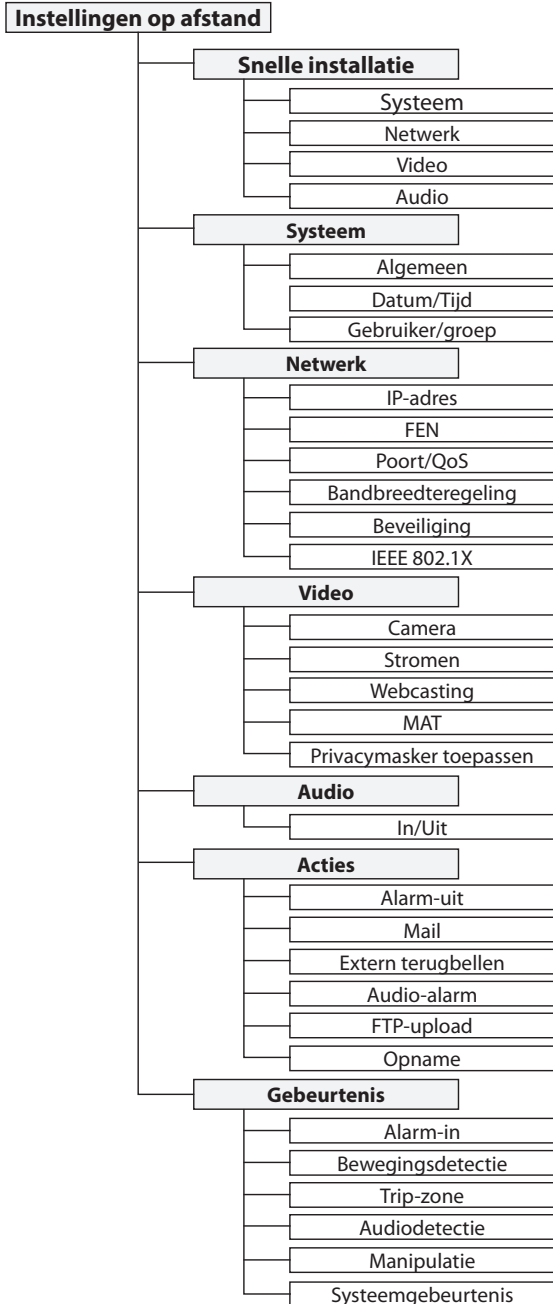 Instellingen op afstand
Snelle installatie
Systeem
Netwerk
Video
Audio
Systeem
Algemeen
Datum/Tijd
Gebruiker/groep
Netwerk
IP-adres
FEN
Poort/QoS
Bandbreedteregeling
Beveiliging
IEEE 802.1X
Video
Camera
Stromen
Webcasting
MAT
Privacymasker toepassen
Audio
In/Uit
Acties
Alarm-uit
Mail
Extern terugbellen
Audio-alarm
FTP-upload
Opname
Gebeurtenis
Alarm-in
Bewegingsdetectie
Trip-zone
Audiodetectie
Manipulatie
Systeemgebeurtenis